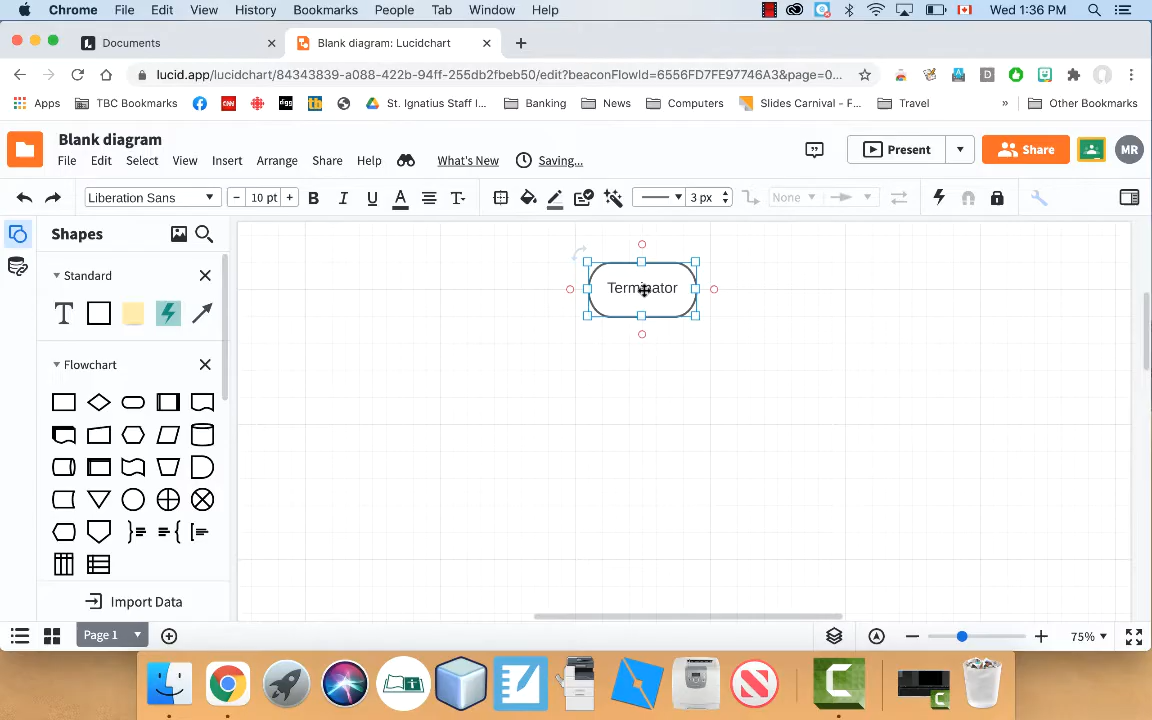 Chrome File Edit View History Bookmarks People Tab Window Help Wed 1:36 PM
Documents
Blank diagram: Lucidchart
lucid.app/lucidchart/84343839-a088-422b-94ff-255db2fbeb50/edit?beaconFlowId=6556FD7FE97746A3&page=0...
Apps TBC Bookmarks St. Ignatius Staff I... Banking News Computers Slides Carnival - F... Travel » Other Bookmarks
Blank diagram
File Edit Select View Insert Arrange Share Help What's New Saving...
Present Share MR
Liberation Sans 10 pt B I U A T 3 px None
Shapes
Standard
T
Flowchart
Terminator
Import Data
Page 1 75%